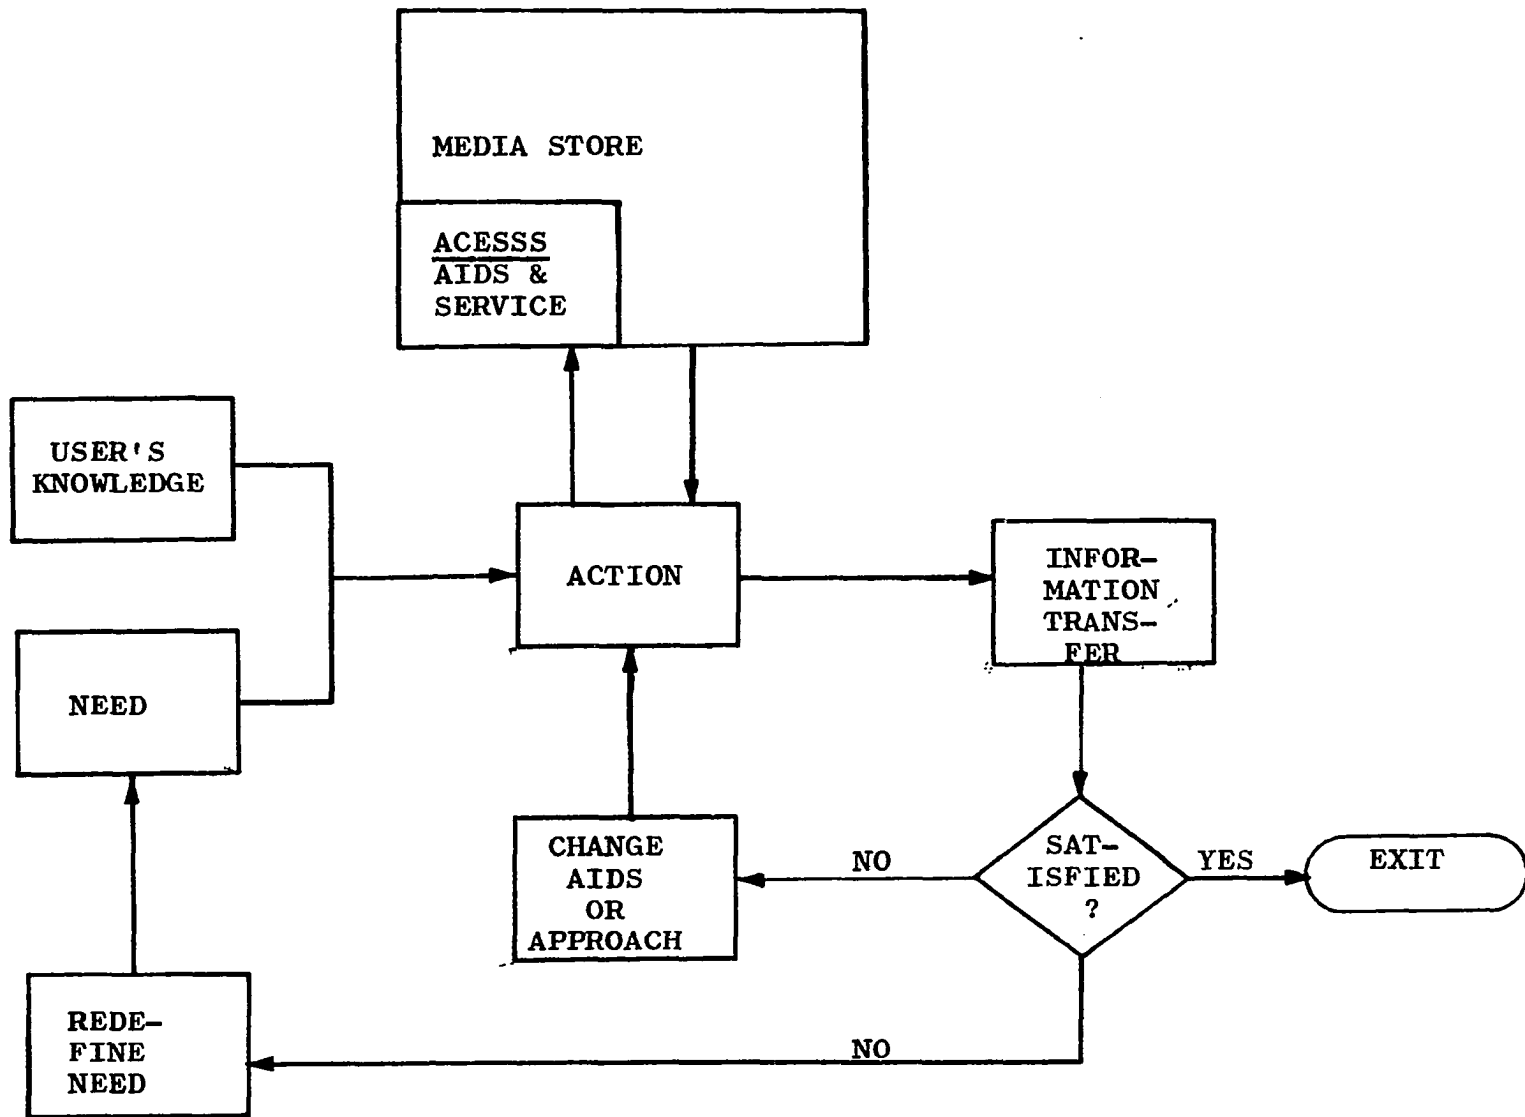 MEDIA STORE
ACESSS
AIDS &
SERVICE
USER'S
KNOWLEDGE
ACTION
INFOR-
MATION
TRANS-
FER
NEED
CHANGE
AIDS
OR
APPROACH
NO
SAT-
ISFIED
?
YES
EXIT
REDE-
FINE
NEED
NO